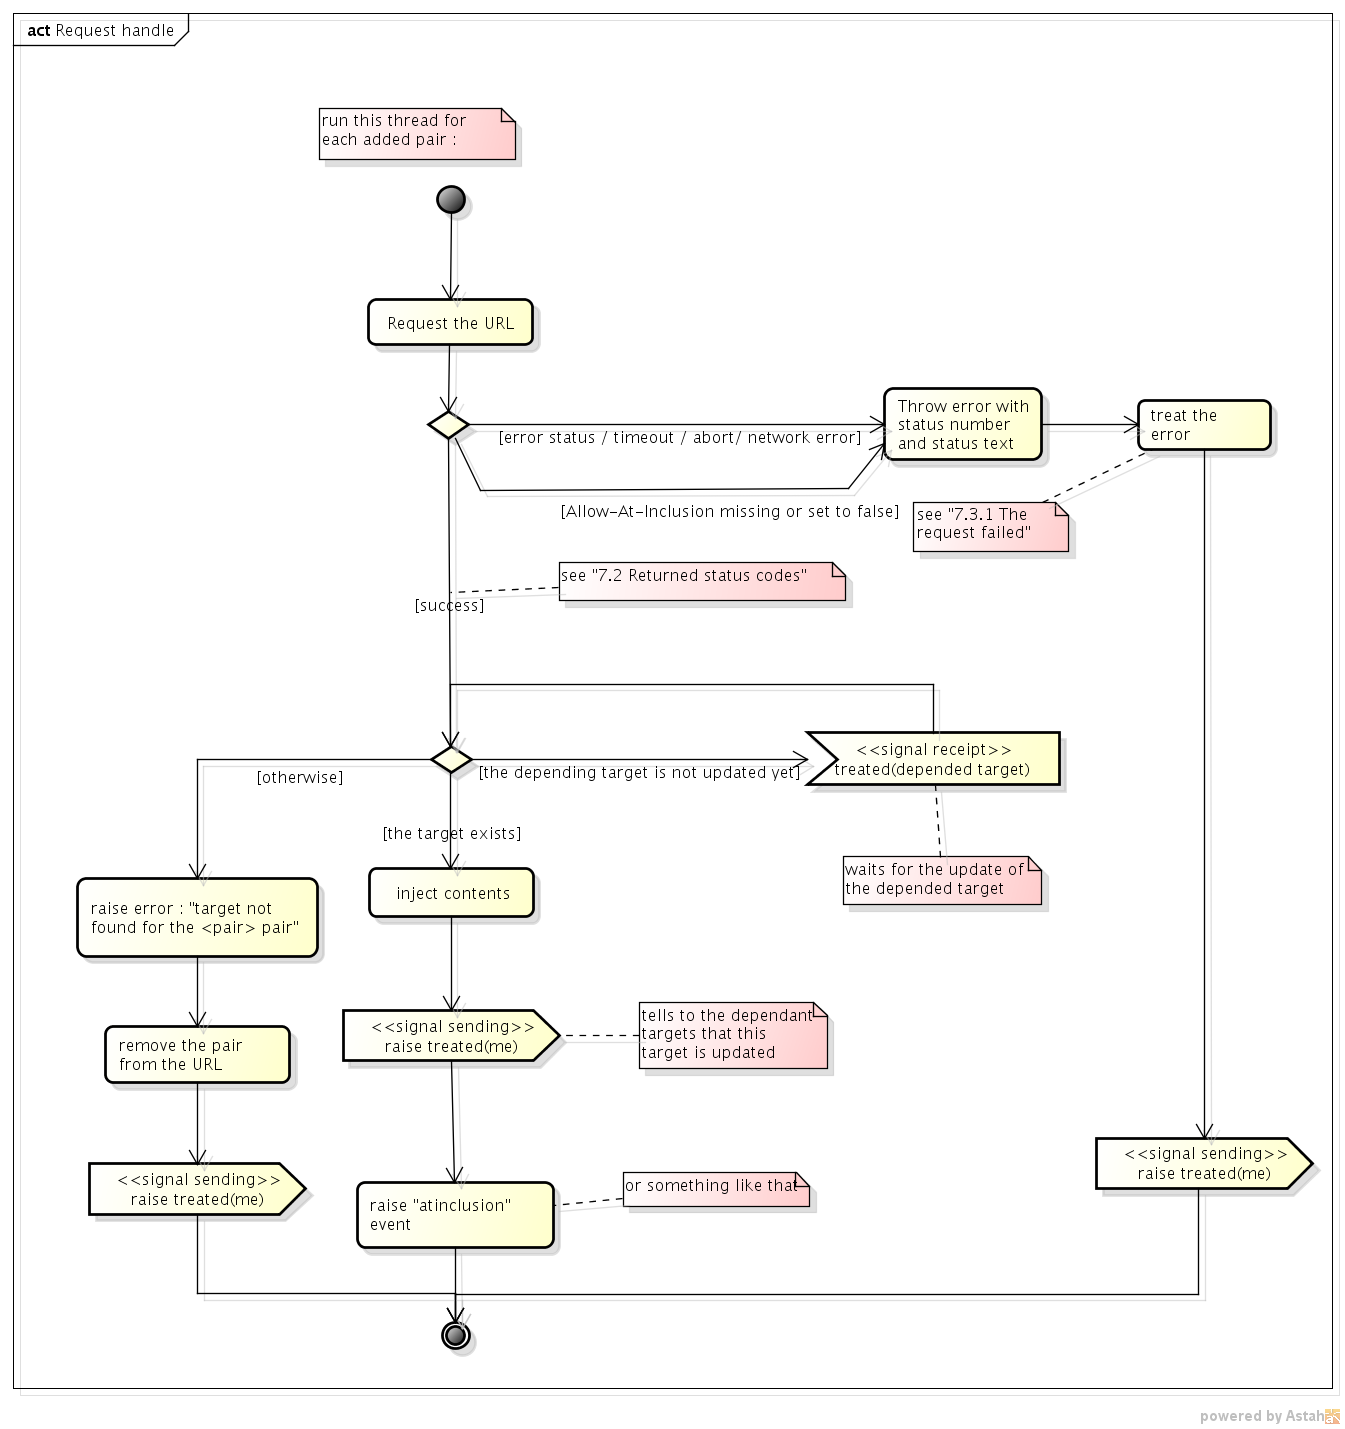 act Request handle
run this thread for
each added pair :
Request the URL
Throw error with
status number
and status text
treat the
error
[error status / timeout / abort/ network error]
[Allow-At-Inclusion missing or set to false]
see "7.3.1 The
request failed"
see "7.2 Returned status codes"
[success]
<<signal receipt>>
treated(depended target)
[otherwise]
[the depending target is not updated yet]
[the target exists]
waits for the update of
the depended target
raise error : "target not
found for the <pair> pair"
inject contents
tells to the dependant
targets that this
target is updated
<<signal sending>>
raise treated(me)
remove the pair
from the URL
<<signal sending>>
raise treated(me)
<<signal sending>>
raise treated(me)
or something like that
raise "atinclusion"
event
powered by Astah